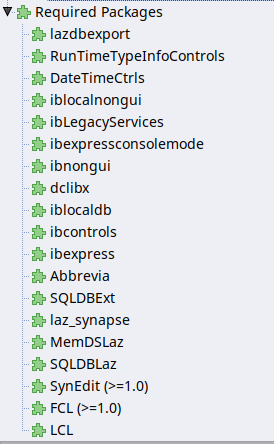 Required Packages
lazdbexport
RunTimeTypeInfoControls
DateTimeCtrls
iblocalnongui
ibLegacyServices
ibexpressconsolemode
ibnongui
dclibx
iblocaldb
ibcontrols
ibexpress
Abbrevia
SQLDBExt
laz_synapse
MemDSLaz
SQLDBLaz
SynEdit (>=1.0)
FCL (>=1.0)
LCL